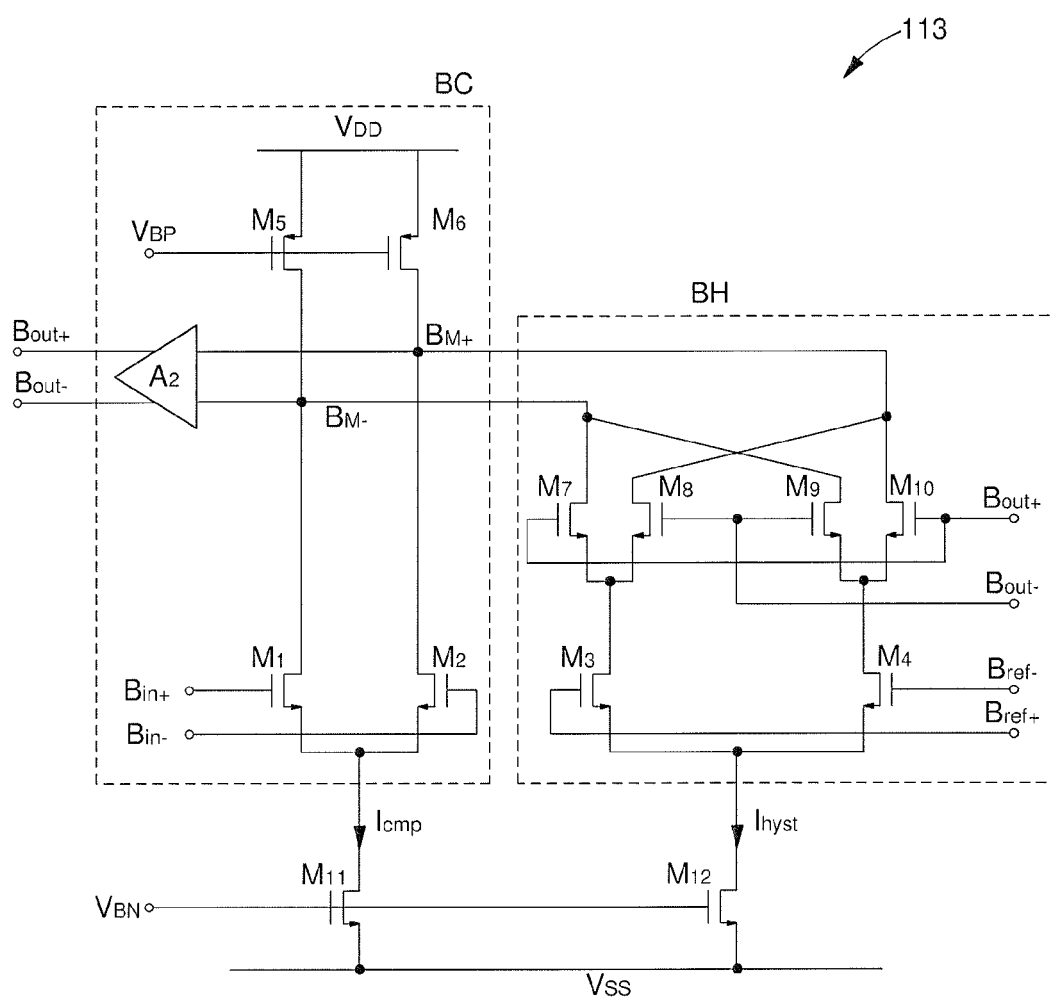 113
BC
VDD
M5
M6
VBP
BH
Bout+
BM+
A2
Bout-
BM-
M7
M8
M9
M10
Bout+
Bout-
M1
M2
M3
M4
Bin+
Bref-
Bin-
Bref+
Icmp
Ihyst
M11
M12
VBN
VSS